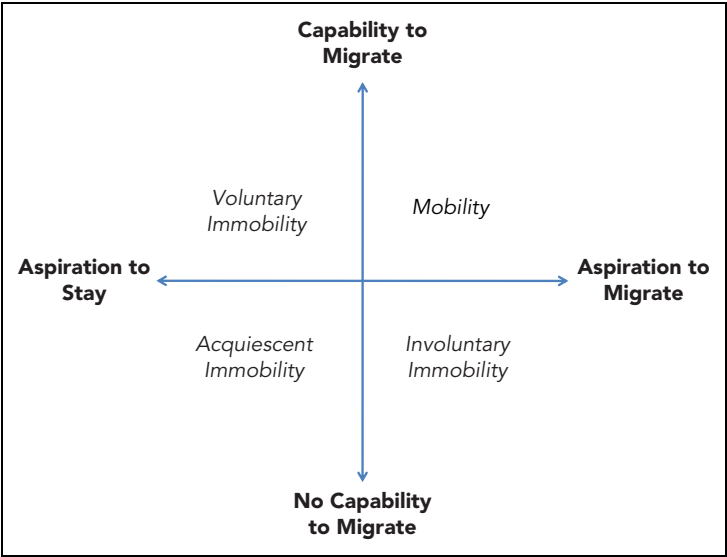 Capability to
Migrate
Voluntary
Immobility
Mobility
Aspiration to
Stay
Aspiration to
Migrate
Acquiescent
Immobility
Involuntary
Immobility
No Capability
to Migrate